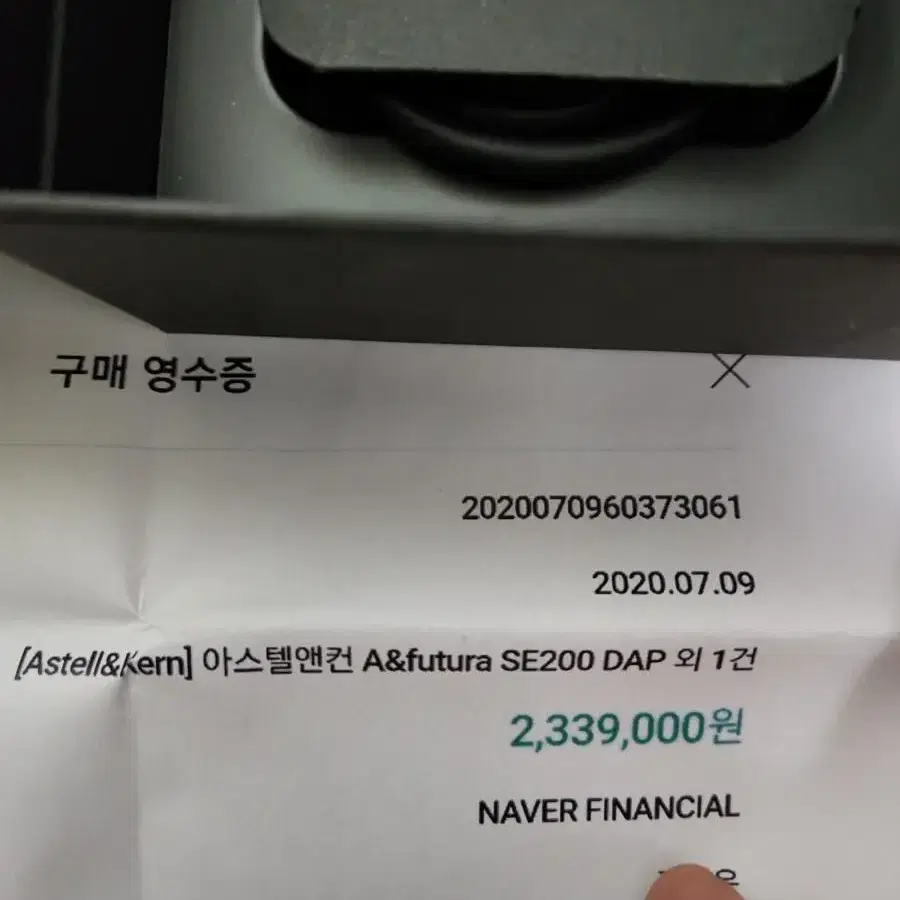 구매 영수증
2020070960373061
2020.07.09
[Astell&Kern] 아스텔앤컨 A&futura SE200 DAP 외 1건
2,339,000원
NAVER FINANCIAL